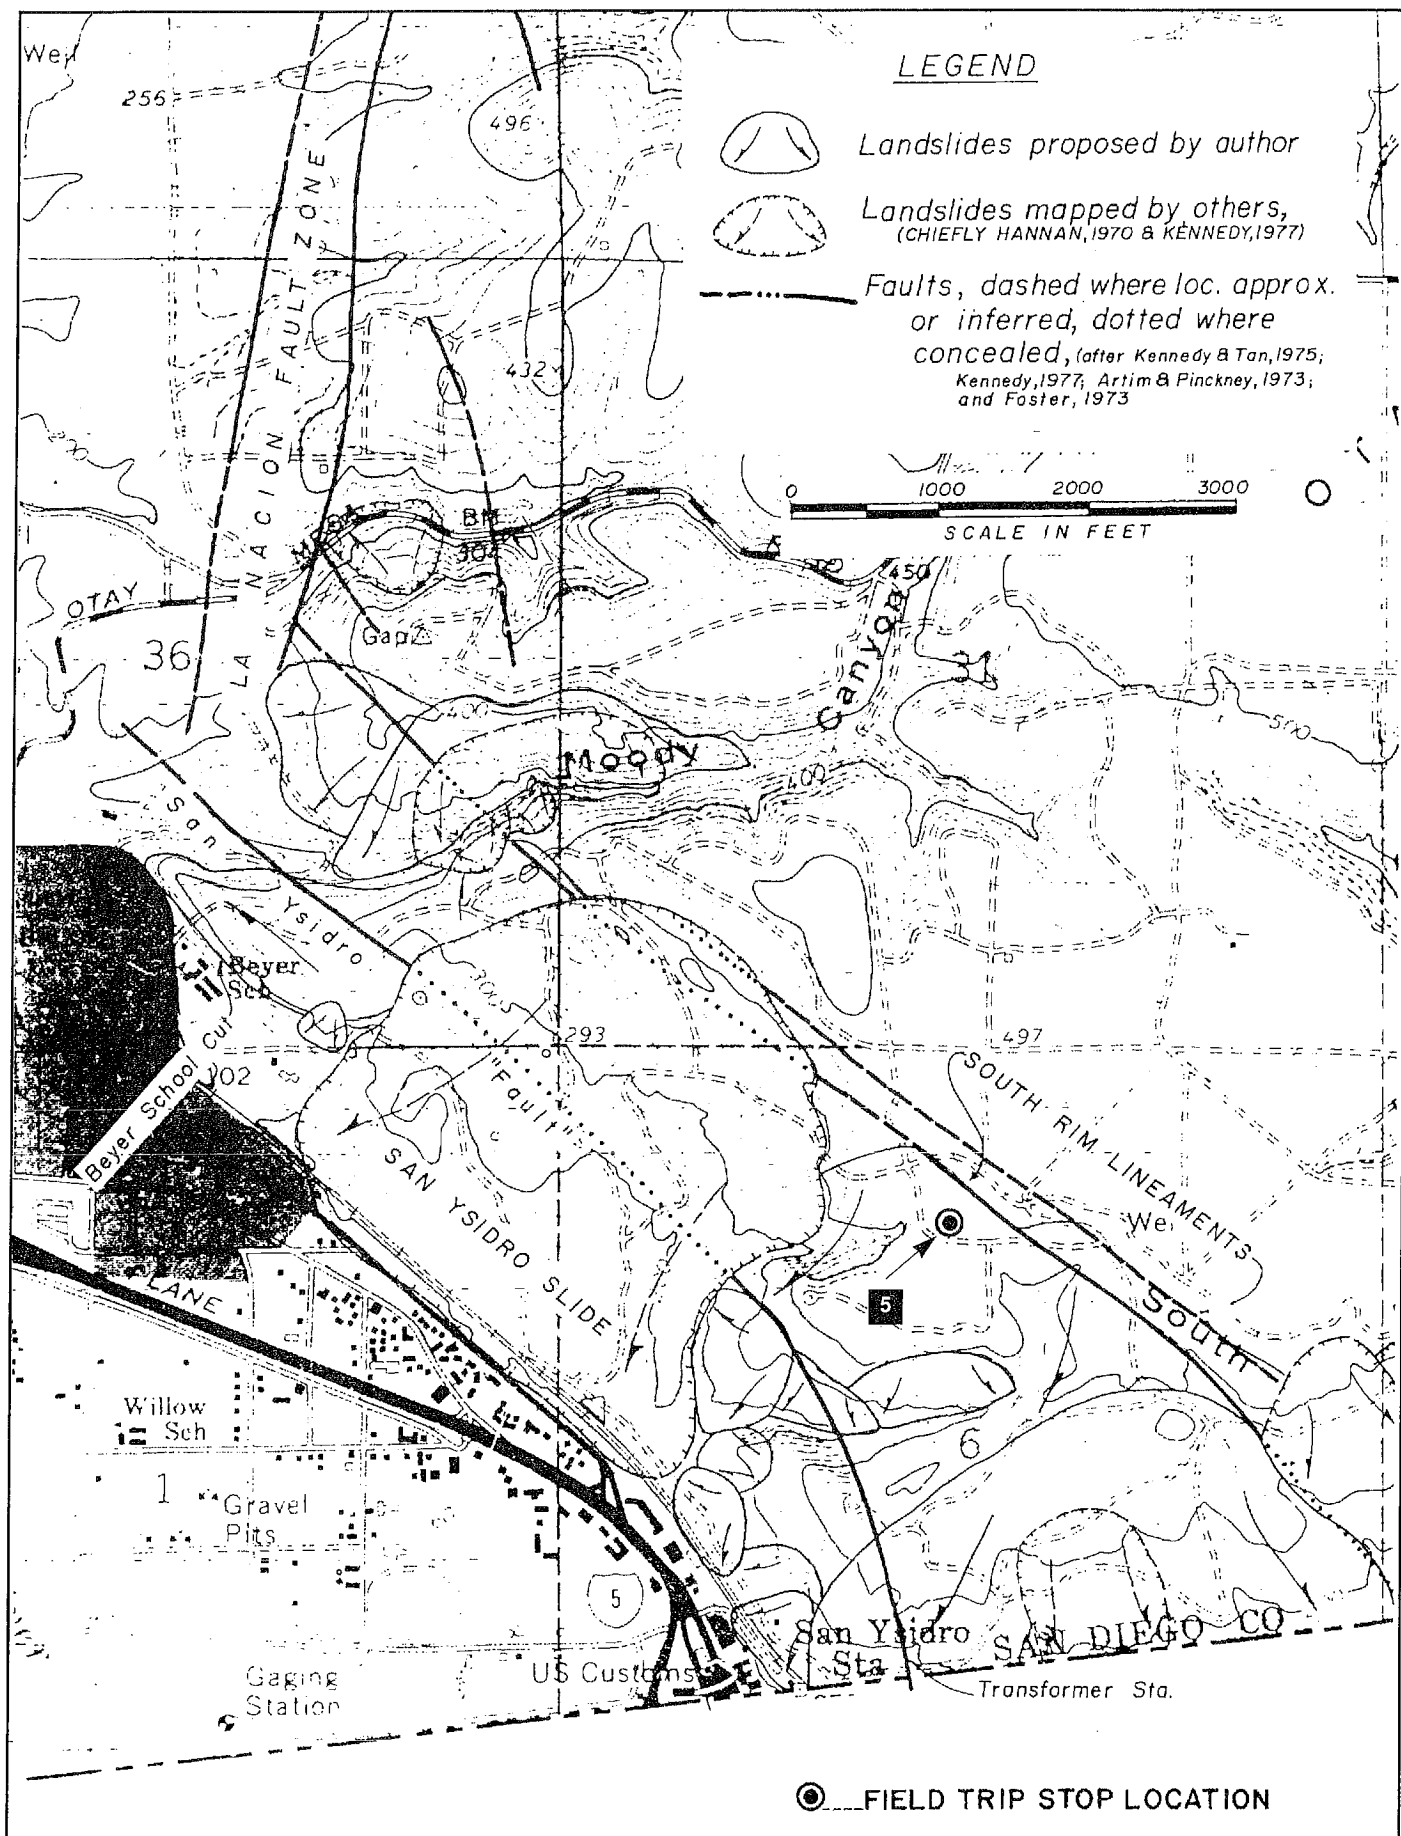 LEGEND
Landslides proposed by author
Landslides mapped by others,
(CHIEFLY HANNAN, 1970 & KENNEDY, 1977)
Faults, dashed where loc. approx.
or inferred, dotted where
concealed, (after Kennedy & Tan, 1975;
Kennedy, 1977; Artim & Pinckney, 1973;
and Foster, 1973
0 1000 2000 3000
SCALE IN FEET
256
496
432
LA NACION FAULT ZONE
BM
OTAY
36
Gap
450
31
Moody
Canyon
400
400
500
San Ysidro
"Fault"
Beyer
Sch
300
293
497
Beyer School Cut
102
SOUTH RIM LINEAMENTS
SAN YSIDRO SLIDE
South
5
LANE
Willow
Sch
6
1
Gravel
Pits
5
San Ysidro
Sta
SAN DIEGO CO
US Customs
Gaging
Station
Transformer Sta.
FIELD TRIP STOP LOCATION